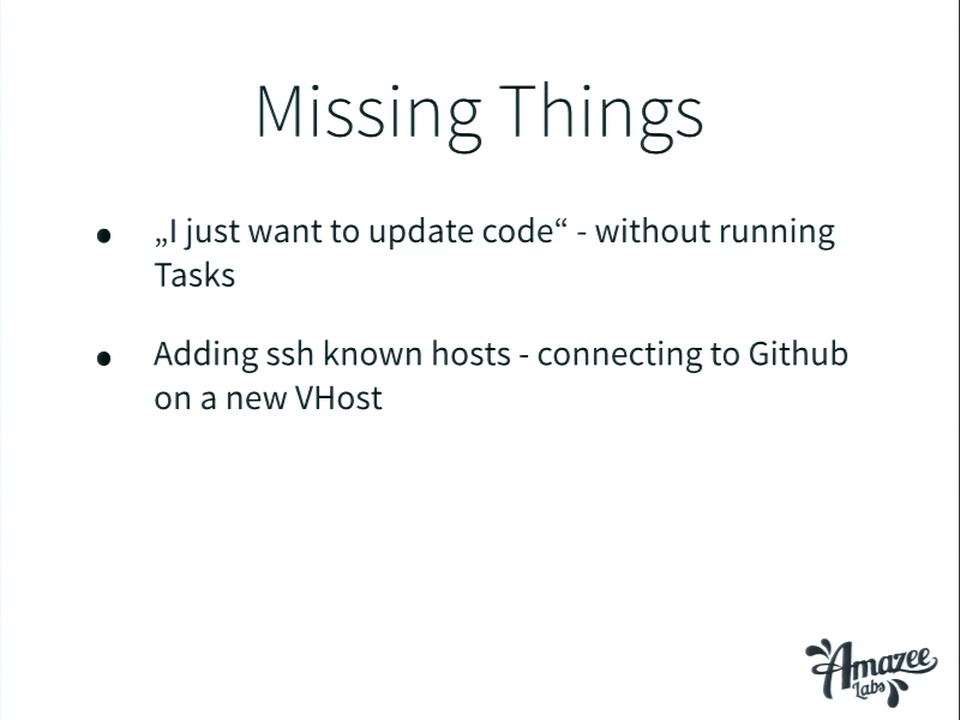 Missing Things
• „I just want to update code“ - without running
Tasks
• Adding ssh known hosts - connecting to Github
on a new VHost
Amazee
Labs